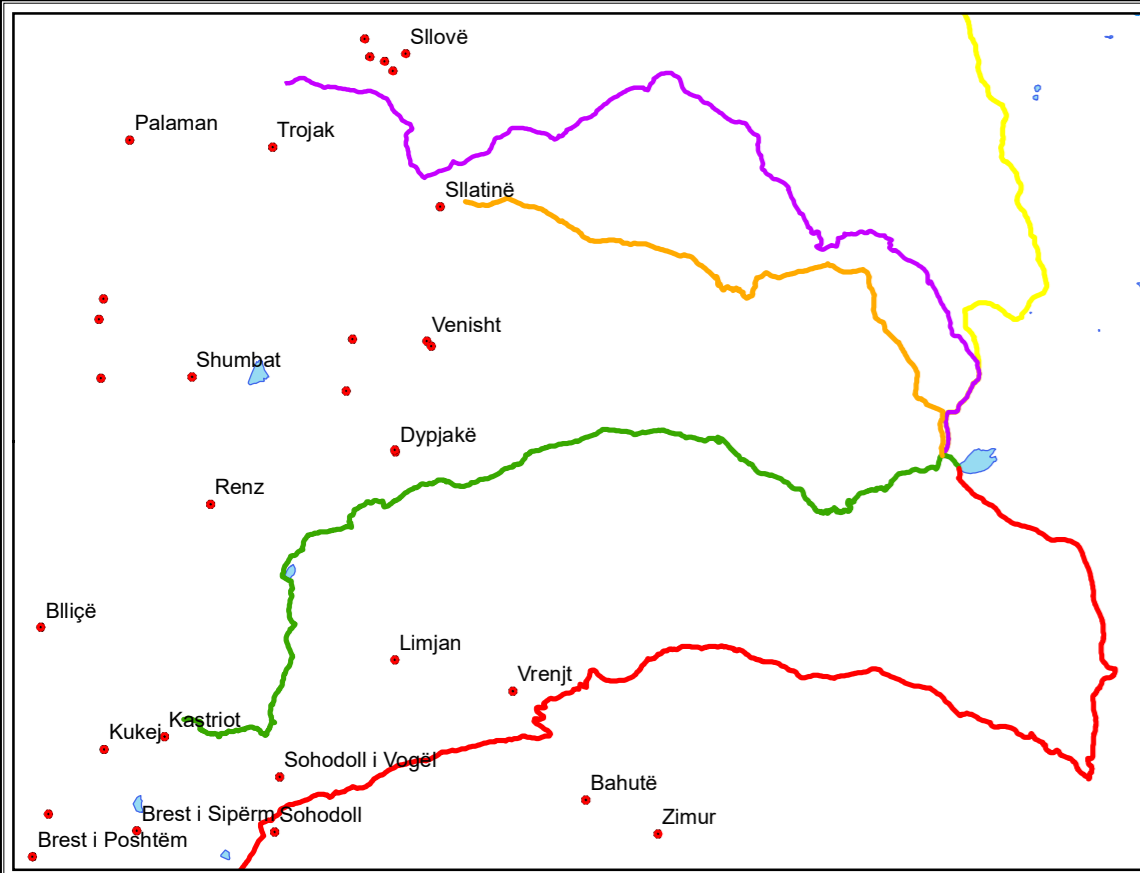 Sllovë
Palaman
Trojak
Sllatinë
Venisht
Shumbat
Dypjakë
Renz
Blliçë
Limjan
Vrenjt
Kastriot
Kukej
Sohodoll i Vogël
Bahutë
Brest i Sipërm
Sohodoll
Zimur
Brest i Poshtëm